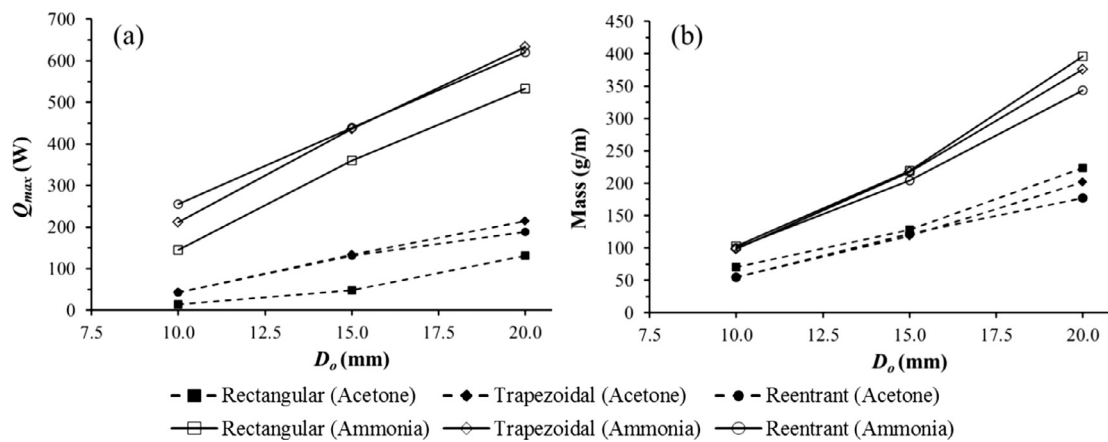 (a)
Q_max (W)
700
600
500
400
300
200
100
0
7.5 10.0 12.5 15.0 17.5 20.0
D_o (mm)
(b)
Mass (g/m)
450
400
350
300
250
200
150
100
50
0
7.5 10.0 12.5 15.0 17.5 20.0
D_o (mm)
Rectangular (Acetone) Trapezoidal (Acetone) Reentrant (Acetone)
Rectangular (Ammonia) Trapezoidal (Ammonia) Reentrant (Ammonia)